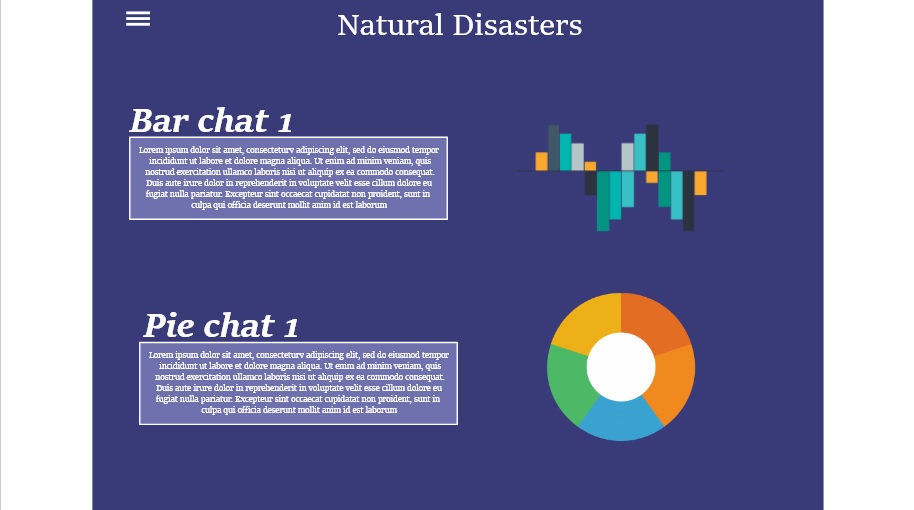 Natural Disasters
Bar chat 1
Lorem ipsum dolor sit amet, consecteturv adipiscing elit, sed do eiusmod tempor
incididunt ut labore et dolore magna aliqua. Ut enim ad minim veniam, quis
nostrud exercitation ullamco laboris nisi ut aliquip ex ea commodo consequat.
Duis aute irure dolor in reprehenderit in voluptate velit esse cillum dolore eu
fugiat nulla pariatur. Excepteur sint occaecat cupidatat non proident, sunt in
culpa qui officia deserunt mollit anim id est laborum
Pie chat 1
Lorem ipsum dolor sit amet, consecteturv adipiscing elit, sed do eiusmod tempor
incididunt ut labore et dolore magna aliqua. Ut enim ad minim veniam, quis
nostrud exercitation ullamco laboris nisi ut aliquip ex ea commodo consequat.
Duis aute irure dolor in reprehenderit in voluptate velit esse cillum dolore eu
fugiat nulla pariatur. Excepteur sint occaecat cupidatat non proident, sunt in
culpa qui officia deserunt mollit anim id est laborum